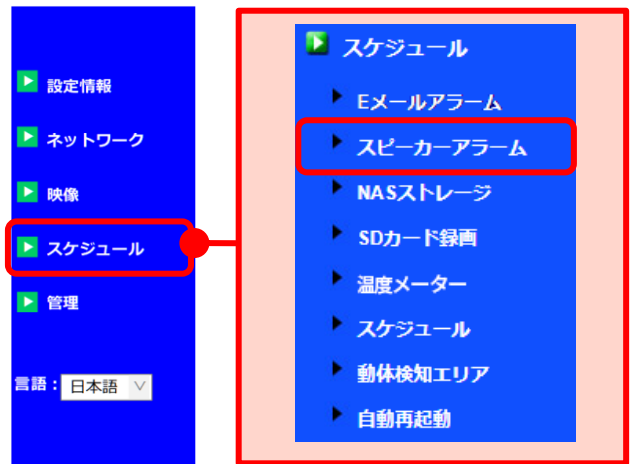 設定情報
ネットワーク
映像
スケジュール
管理
言語：日本語
スケジュール
Eメールアラーム
スピーカーアラーム
NASストレージ
SDカード録画
温度メーター
スケジュール
動体検知エリア
自動再起動